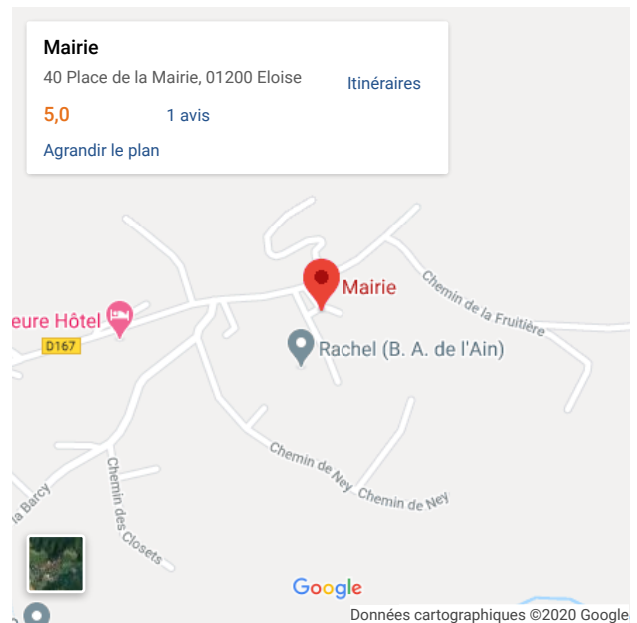 Mairie
40 Place de la Mairie, 01200 Eloise
Itinéraires
5,0
1 avis
Agrandir le plan
Mairie
Chemin de la Fruitière
eure Hôtel
D167
Rachel (B. A. de l'Ain)
Chemin de Ney
Chemin de Ney
Chemin des Closets
la Barcy
Google
Données cartographiques ©2020 Google